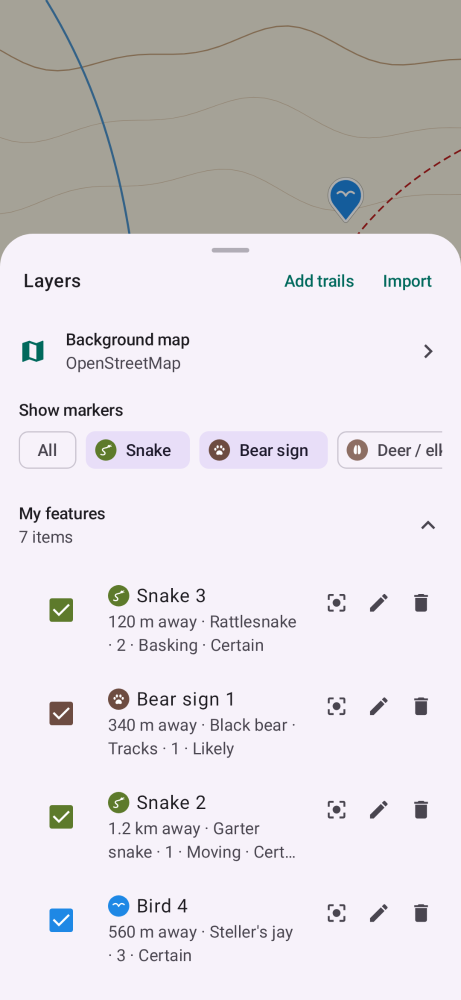 Layers
Add trails
Import
Background map
OpenStreetMap
Show markers
All
Snake
Bear sign
Deer / elk
My features
7 items
Snake 3
120 m away · Rattlesnake
· 2 · Basking · Certain
Bear sign 1
340 m away · Black bear ·
Tracks · 1 · Likely
Snake 2
1.2 km away · Garter
snake · 1 · Moving · Cert…
Bird 4
560 m away · Steller's jay
· 3 · Certain